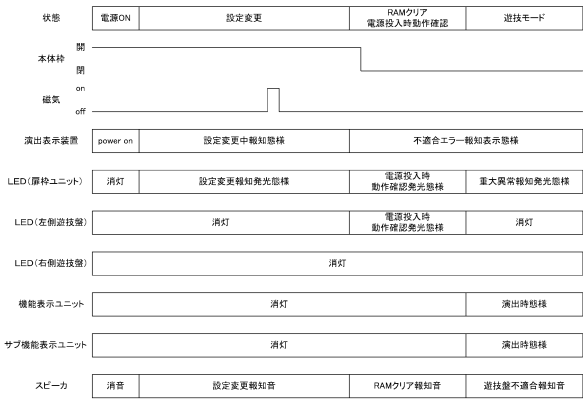 状態 電源ON 設定変更 RAMクリア 電源投入時動作確認 遊技モード
本体枠 開 閉
磁気 on off
演出表示装置 power on 設定変更中報知態様 不適合エラー報知表示態様
LED(扉枠ユニット) 消灯 設定変更報知発光態様 電源投入時 動作確認発光態様 重大異常報知発光態様
LED(左側遊技盤) 消灯 電源投入時 動作確認発光態様 消灯
LED(右側遊技盤) 消灯
機能表示ユニット 消灯 演出時態様
サブ機能表示ユニット 消灯 演出時態様
スピーカ 消音 設定変更報知音 RAMクリア報知音 遊技盤不適合報知音